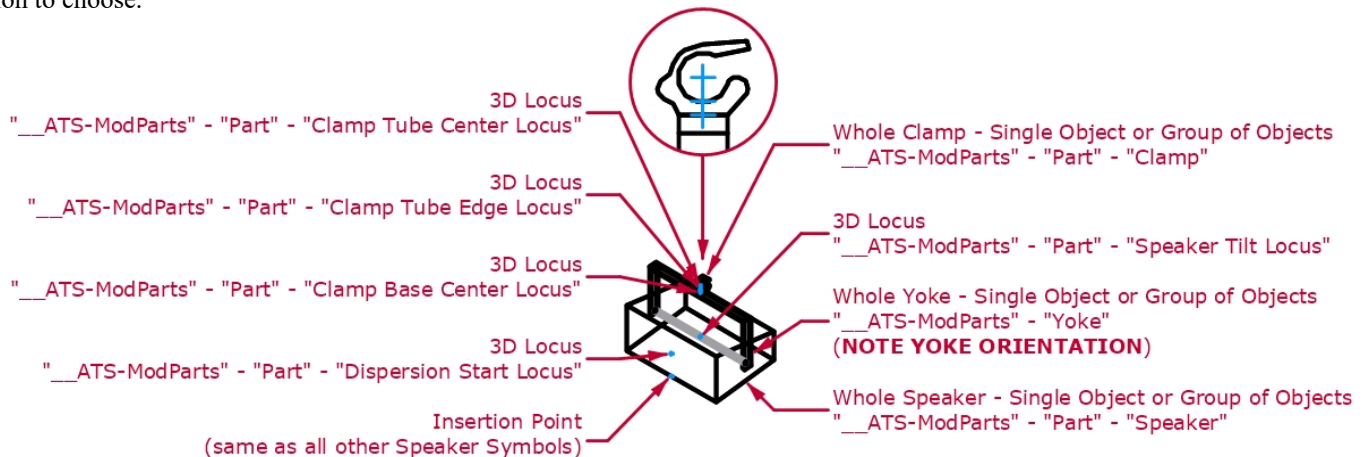 ion to choose.
3D Locus
"__ATS-ModParts" - "Part" - "Clamp Tube Center Locus"
3D Locus
"__ATS-ModParts" - "Part" - "Clamp Tube Edge Locus"
3D Locus
"__ATS-ModParts" - "Part" - "Clamp Base Center Locus"
3D Locus
"__ATS-ModParts" - "Part" - "Dispersion Start Locus"
Insertion Point
(same as all other Speaker Symbols)
Whole Clamp - Single Object or Group of Objects
"__ATS-ModParts" - "Part" - "Clamp"
3D Locus
"__ATS-ModParts" - "Part" - "Speaker Tilt Locus"
Whole Yoke - Single Object or Group of Objects
"__ATS-ModParts" - "Yoke"
(NOTE YOKE ORIENTATION)
Whole Speaker - Single Object or Group of Objects
"__ATS-ModParts" - "Part" - "Speaker"